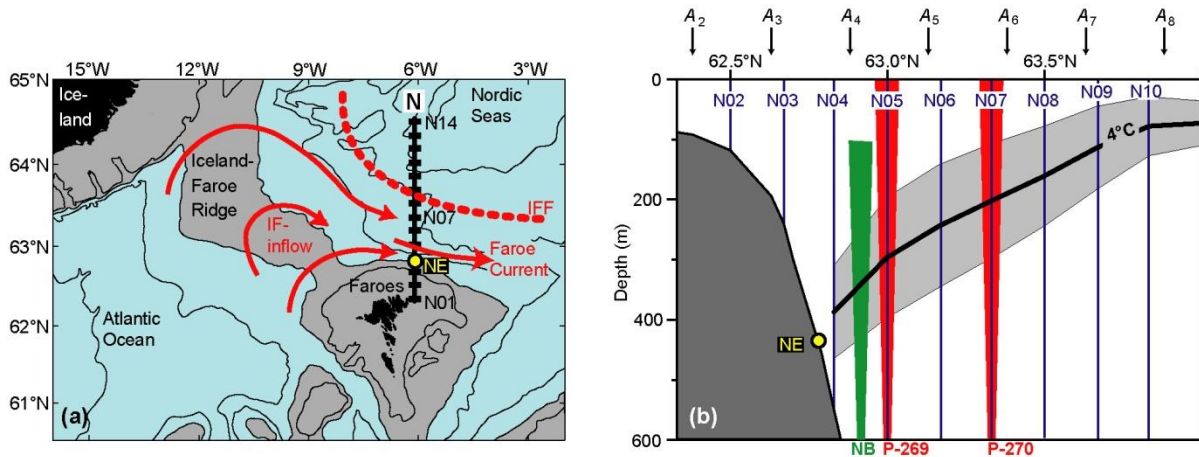 15°W 12°W 9°W 6°W 3°W
65°N
Ice-
land
N
Nordic
Seas
N14
64°N
Iceland-
Faroe
Ridge
IFF
N07
63°N
IF-
inflow
NE
Faroe
Current
Faroes
N01
62°N
Atlantic
Ocean
61°N
(a)
A2 A3 A4 A5 A6 A7 A8
62.5°N 63.0°N 63.5°N
0
N02 N03 N04 N05 N06 N07 N08 N09 N10
4°C
200
Depth (m)
400
NE
(b)
600
NB P-269 P-270